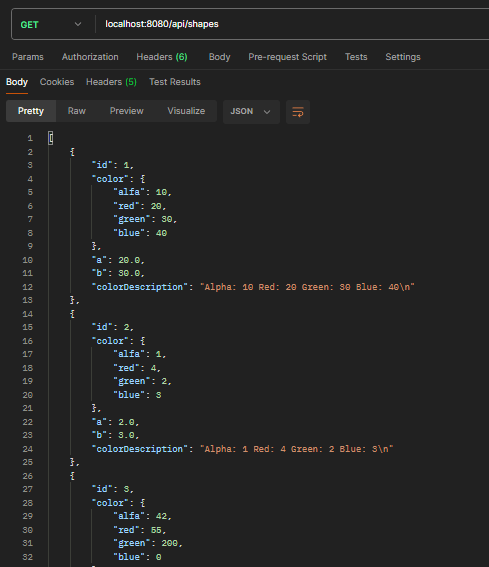 GET localhost:8080/api/shapes
Params Authorization Headers (6) Body Pre-request Script Tests Settings
Body Cookies Headers (5) Test Results
Pretty Raw Preview Visualize JSON
1 [
2 {
3 "id": 1,
4 "color": {
5 "alfa": 10,
6 "red": 20,
7 "green": 30,
8 "blue": 40
9 },
10 "a": 20.0,
11 "b": 30.0,
12 "colorDescription": "Alpha: 10 Red: 20 Green: 30 Blue: 40\n"
13 },
14 {
15 "id": 2,
16 "color": {
17 "alfa": 1,
18 "red": 4,
19 "green": 2,
20 "blue": 3
21 },
22 "a": 2.0,
23 "b": 3.0,
24 "colorDescription": "Alpha: 1 Red: 4 Green: 2 Blue: 3\n"
25 },
26 {
27 "id": 3,
28 "color": {
29 "alfa": 42,
30 "red": 55,
31 "green": 200,
32 "blue": 0